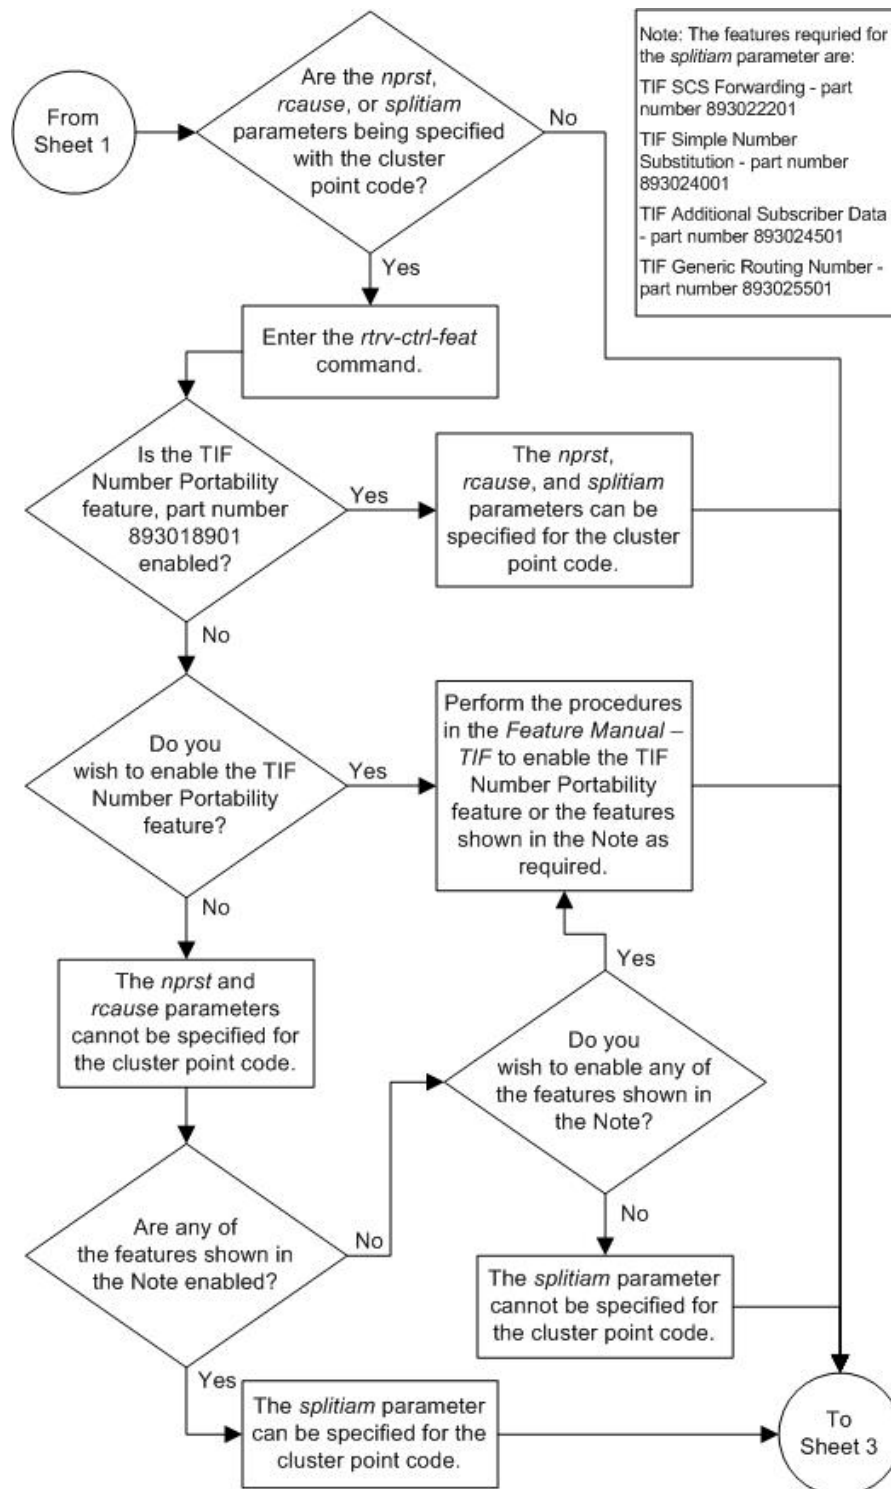 From
Sheet 1
Are the nprst,
rcause, or splitiam
parameters being specified
with the cluster
point code?
No
Yes
Note: The features requried for
the splitiam parameter are:
TIF SCS Forwarding - part
number 893022201
TIF Simple Number
Substitution - part number
893024001
TIF Additional Subscriber Data
- part number 893024501
TIF Generic Routing Number -
part number 893025501
Enter the rtrv-ctrl-feat
command.
Is the TIF
Number Portability
feature, part number
893018901
enabled?
Yes
No
The nprst,
rcause, and splitiam
parameters can be
specified for the cluster
point code.
Do you
wish to enable the TIF
Number Portability
feature?
Yes
No
Perform the procedures
in the Feature Manual –
TIF to enable the TIF
Number Portability
feature or the features
shown in the Note as
required.
The nprst and
rcause parameters
cannot be specified for
the cluster point code.
Yes
Do you
wish to enable any of
the features shown in
the Note?
No
Are any of
the features shown in
the Note enabled?
No
Yes
The splitiam parameter
cannot be specified for
the cluster point code.
The splitiam parameter
can be specified for the
cluster point code.
To
Sheet 3